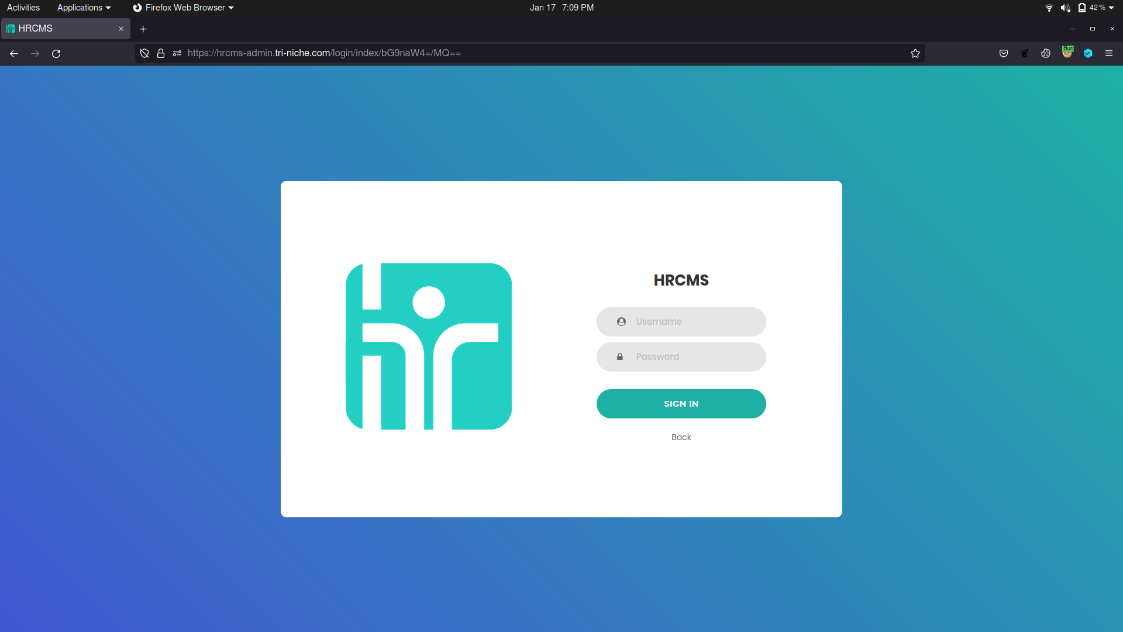 Activities Applications Firefox Web Browser Jan 17 7:09 PM 42 %
HRCMS
https://hrcms-admin.tri-niche.com/login/index/bG9naW4=/MQ==
HRCMS
Username
Password
SIGN IN
Back